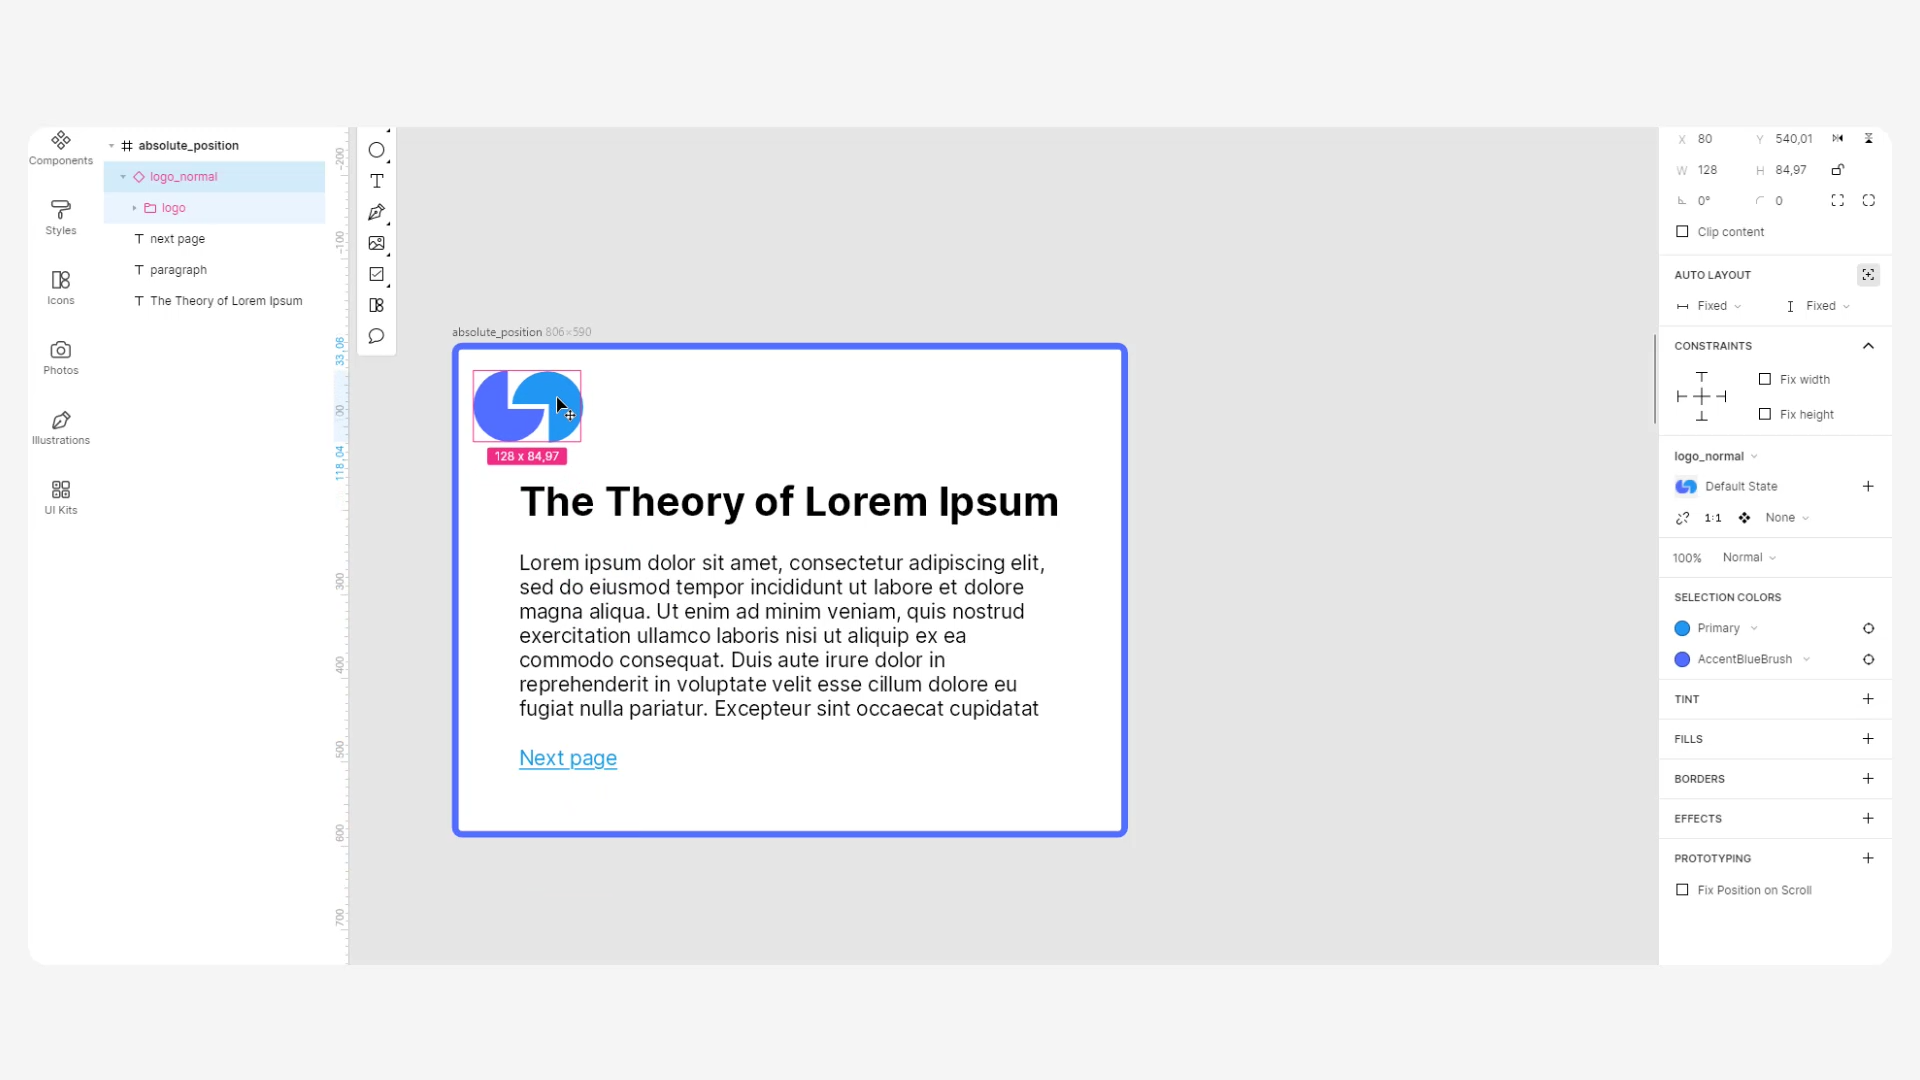 Components
Styles
Icons
Photos
Illustrations
UI Kits
absolute_position
logo_normal
logo
next page
paragraph
The Theory of Lorem Ipsum
-200
-100
33,08
00
118,04
300
400
500
600
700
absolute_position 806×590
128 x 84,97
The Theory of Lorem Ipsum
Lorem ipsum dolor sit amet, consectetur adipiscing elit,
sed do eiusmod tempor incididunt ut labore et dolore
magna aliqua. Ut enim ad minim veniam, quis nostrud
exercitation ullamco laboris nisi ut aliquip ex ea
commodo consequat. Duis aute irure dolor in
reprehenderit in voluptate velit esse cillum dolore eu
fugiat nulla pariatur. Excepteur sint occaecat cupidatat
Next page
X 80 Y 540,01
W 128 H 84,97
0° 0
Clip content
AUTO LAYOUT
Fixed Fixed
CONSTRAINTS
Fix width
Fix height
logo_normal
Default State
1:1 None
100% Normal
SELECTION COLORS
Primary
AccentBlueBrush
TINT
FILLS
BORDERS
EFFECTS
PROTOTYPING
Fix Position on Scroll